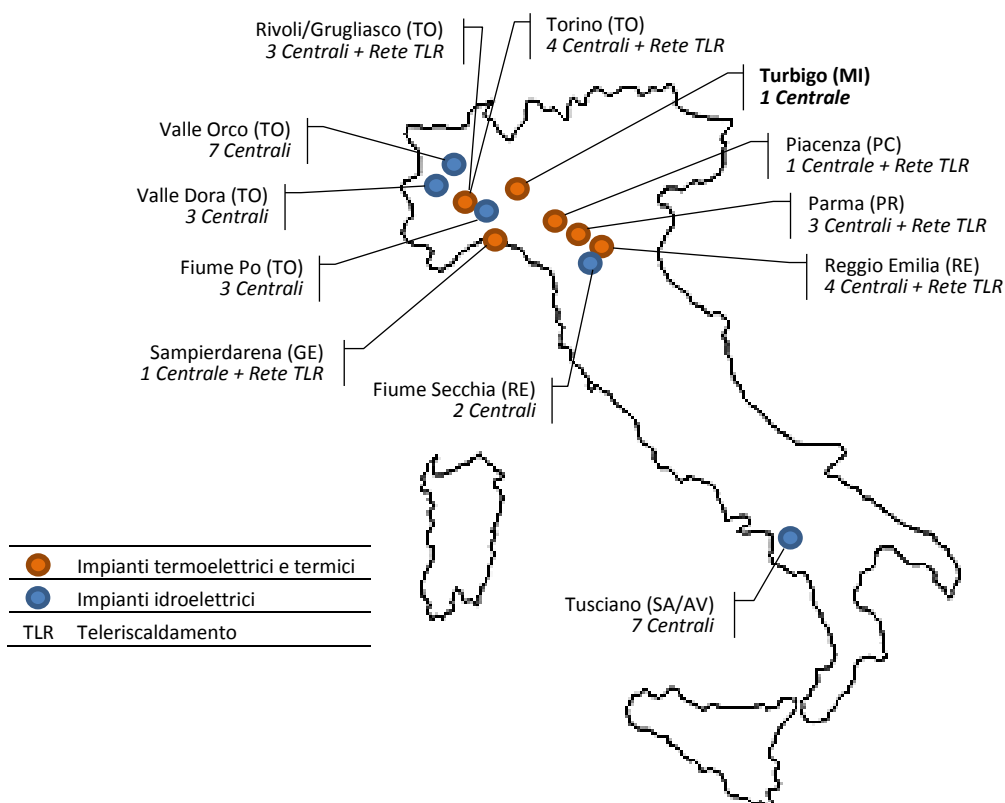 Rivoli/Grugliasco (TO)
3 Centrali + Rete TLR
Torino (TO)
4 Centrali + Rete TLR
Turbigo (MI)
1 Centrale
Valle Orco (TO)
7 Centrali
Piacenza (PC)
1 Centrale + Rete TLR
Valle Dora (TO)
3 Centrali
Parma (PR)
3 Centrali + Rete TLR
Fiume Po (TO)
3 Centrali
Reggio Emilia (RE)
4 Centrali + Rete TLR
Sampierdarena (GE)
1 Centrale + Rete TLR
Fiume Secchia (RE)
2 Centrali
Impianti termoelettrici e termici
Impianti idroelettrici
TLR Teleriscaldamento
Tusciano (SA/AV)
7 Centrali